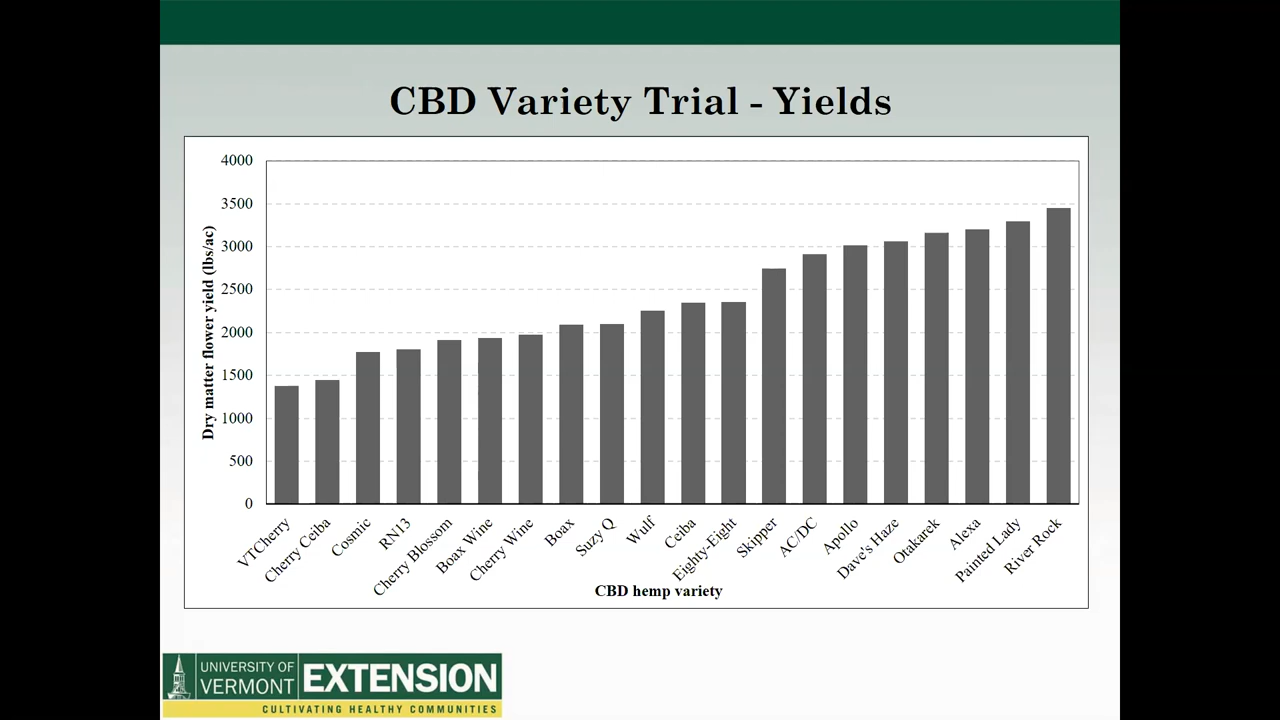 CBD Variety Trial - Yields
4000
3500
3000
2500
2000
1500
1000
500
0
Dry matter flower yield (lbs/ac)
VTCherry
Cherry Ceiba
Cosmic
RN13
Cherry Blossom
Boax Wine
Cherry Wine
Boax
Suzy Q
Wulf
Ceiba
Eighty-Eight
Skipper
AC/DC
Apollo
Dave's Haze
Otakarek
Alexa
Painted Lady
River Rock
CBD hemp variety
UNIVERSITY OF
VERMONT
EXTENSION
CULTIVATING HEALTHY COMMUNITIES